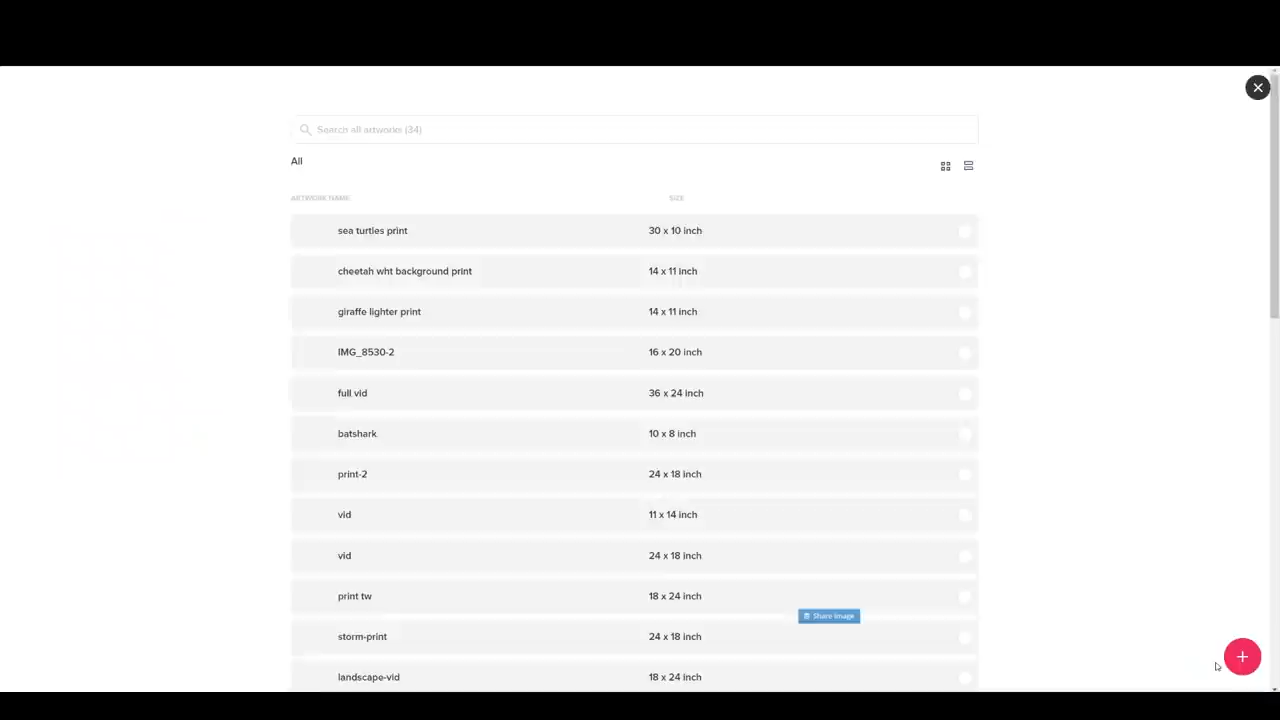 Search all artworks (34)
All
ARTWORK NAME SIZE
sea turtles print 30 x 10 inch
cheetah wht background print 14 x 11 inch
giraffe lighter print 14 x 11 inch
IMG_8530-2 16 x 20 inch
full vid 36 x 24 inch
batshark 10 x 8 inch
print-2 24 x 18 inch
vid 11 x 14 inch
vid 24 x 18 inch
print tw 18 x 24 inch
Share Image
storm-print 24 x 18 inch
landscape-vid 18 x 24 inch